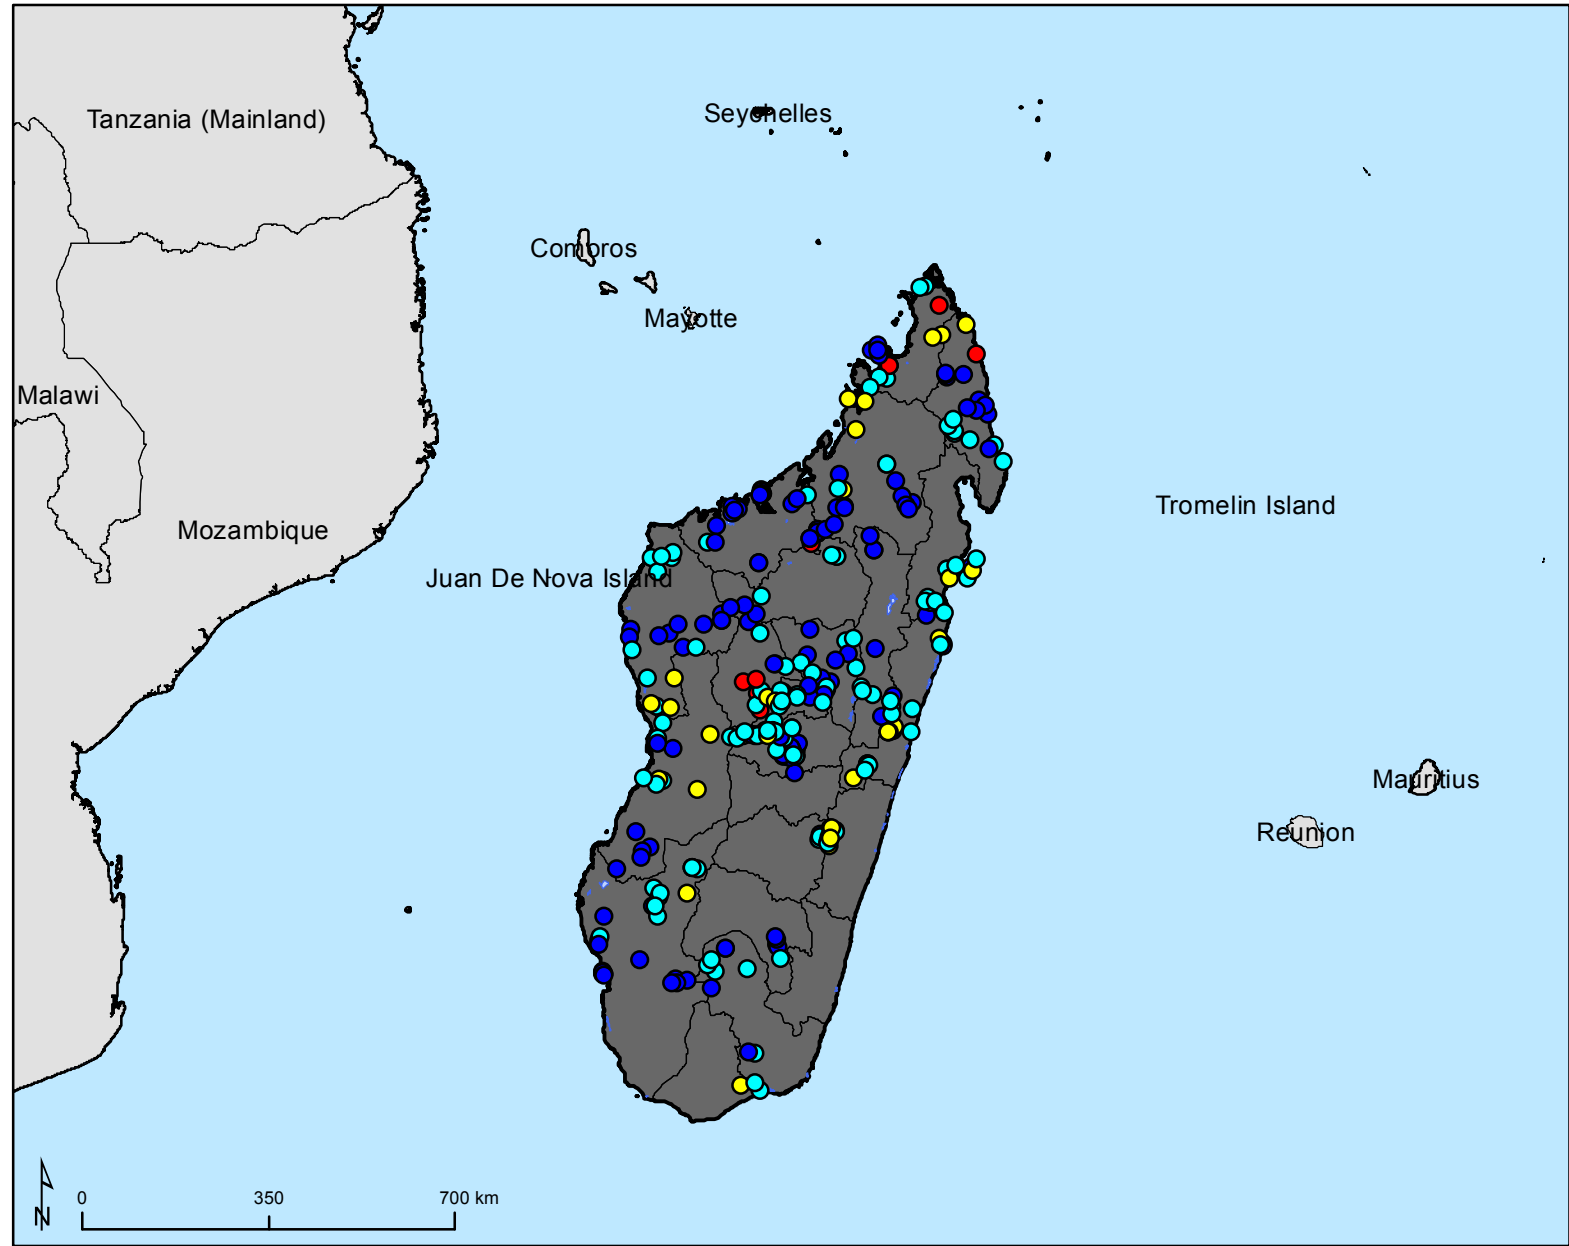 Seychelles
Tanzania (Mainland)
Comoros
Mayotte
Malawi
Tromelin Island
Mozambique
Juan De Nova Island
Mauritius
Reunion
0 350 700 km
N